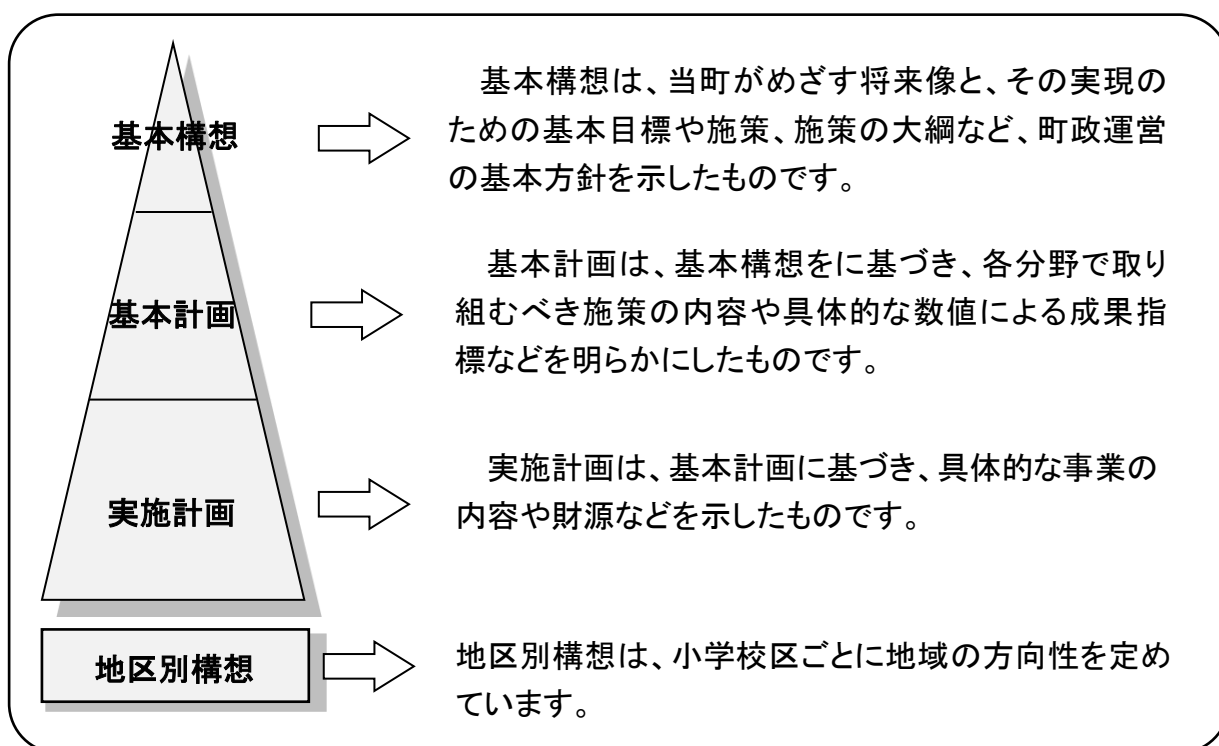 基本構想
基本構想は、当町がめざす将来像と、その実現の
ための基本目標や施策、施策の大綱など、町政運営
の基本方針を示したものです。
基本計画
基本計画は、基本構想をに基づき、各分野で取り
組むべき施策の内容や具体的な数値による成果指
標などを明らかにしたものです。
実施計画
実施計画は、基本計画に基づき、具体的な事業の
内容や財源などを示したものです。
地区別構想
地区別構想は、小学校区ごとに地域の方向性を定め
ています。